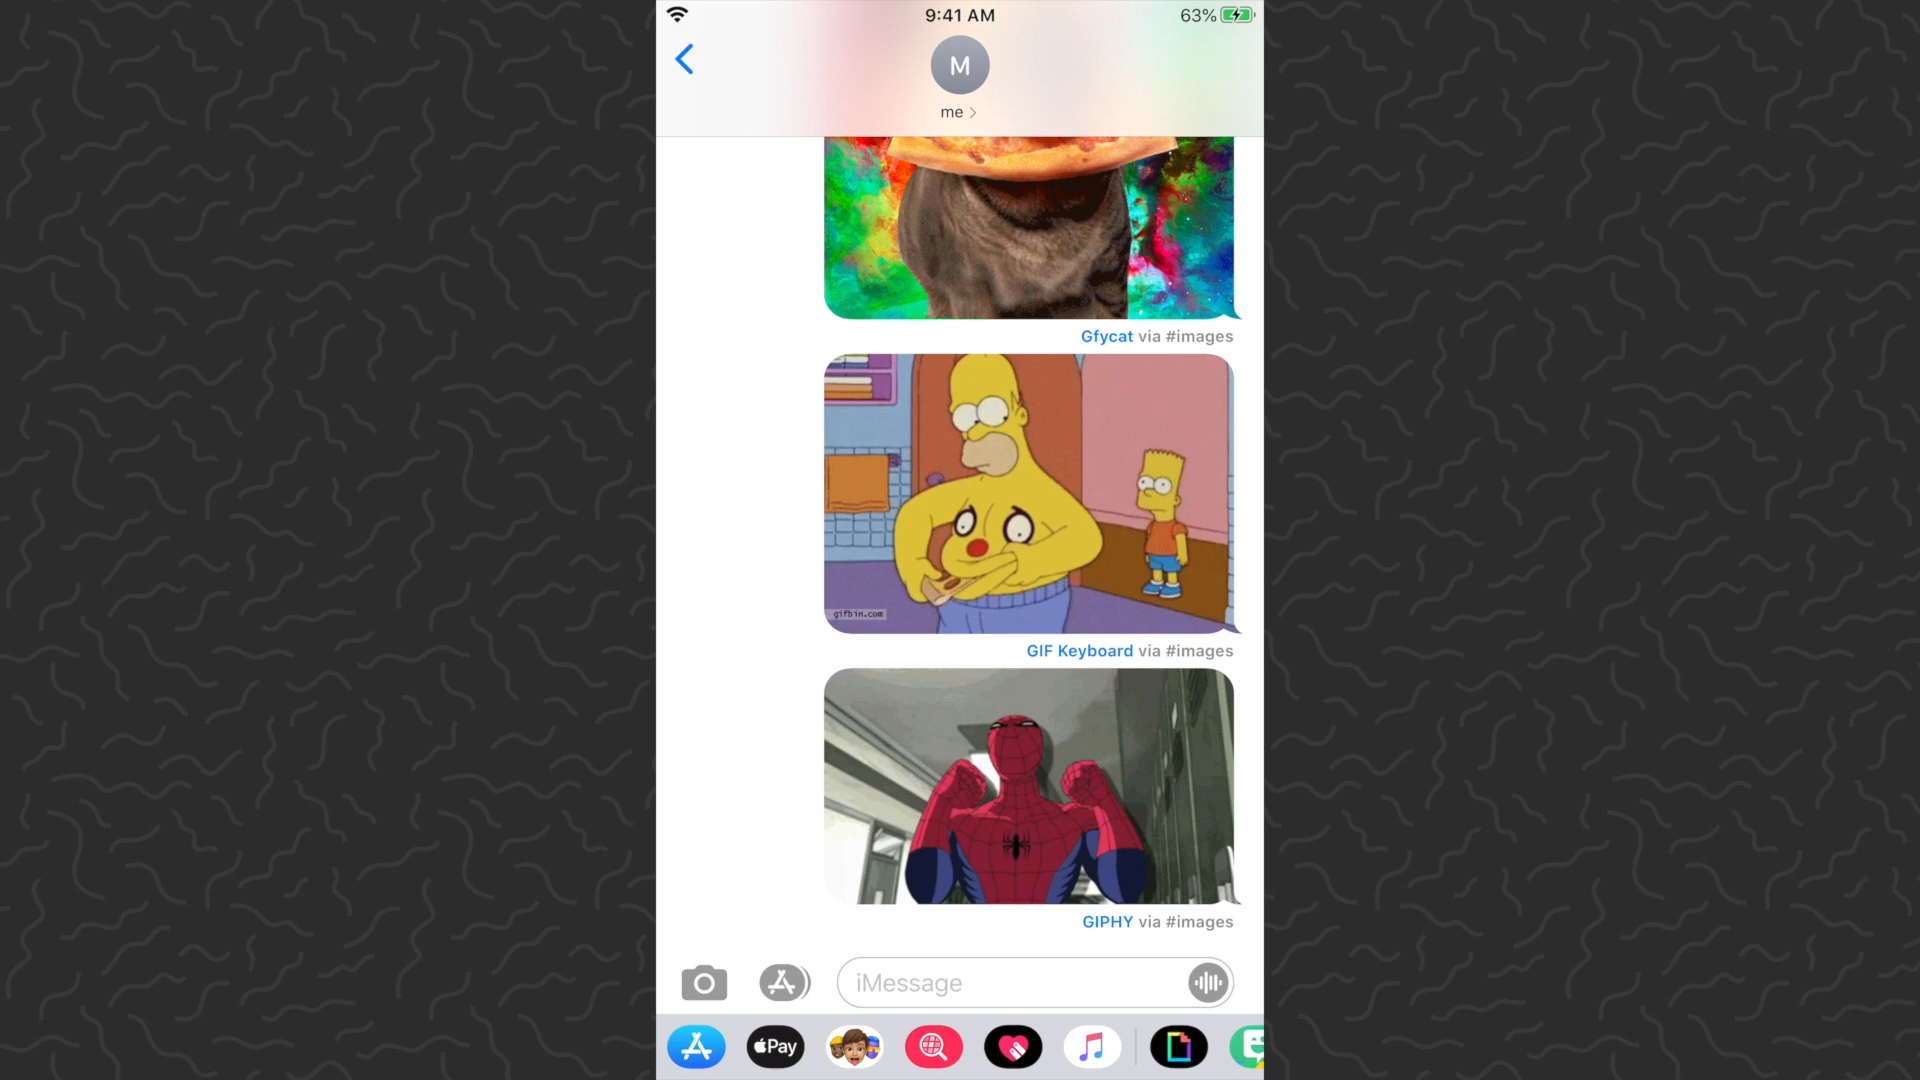 9:41 AM
63%
M
me
Gfycat via #images
gifbin.com
GIF Keyboard via #images
GIPHY via #images
iMessage
Pay